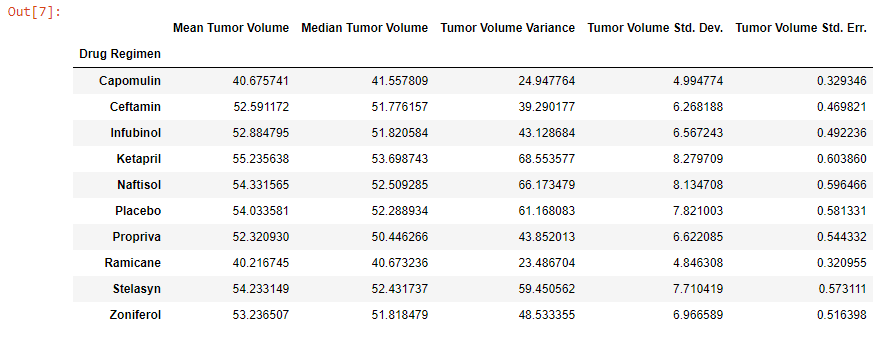 Out[7]:
Mean Tumor Volume Median Tumor Volume Tumor Volume Variance Tumor Volume Std. Dev. Tumor Volume Std. Err.
Drug Regimen
Capomulin 40.675741 41.557809 24.947764 4.994774 0.329346
Ceftamin 52.591172 51.776157 39.290177 6.268188 0.469821
Infubinol 52.884795 51.820584 43.128684 6.567243 0.492236
Ketapril 55.235638 53.698743 68.553577 8.279709 0.603860
Naftisol 54.331565 52.509285 66.173479 8.134708 0.596466
Placebo 54.033581 52.288934 61.168083 7.821003 0.581331
Propriva 52.320930 50.446266 43.852013 6.622085 0.544332
Ramicane 40.216745 40.673236 23.486704 4.846308 0.320955
Stelasyn 54.233149 52.431737 59.450562 7.710419 0.573111
Zoniferol 53.236507 51.818479 48.533355 6.966589 0.516398